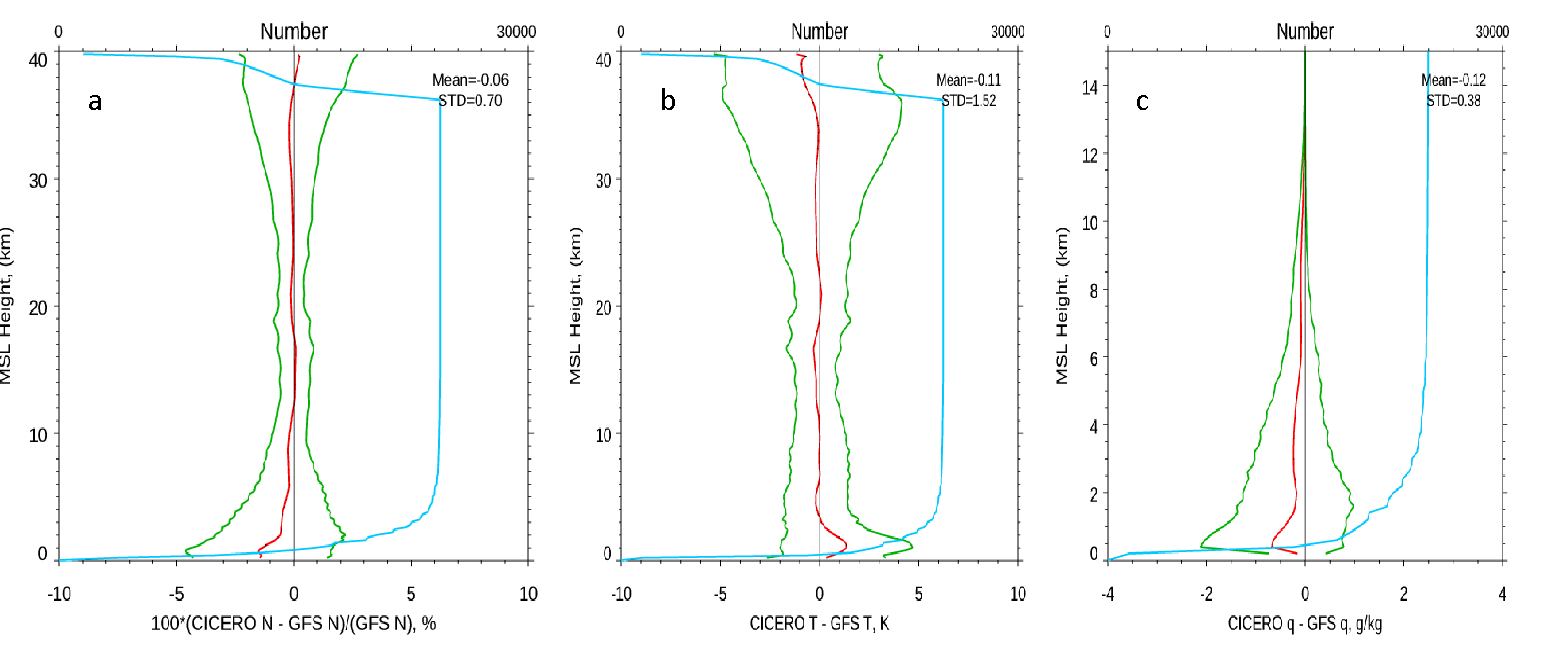 0 Number 30000
40
Mean=-0.06
STD=0.70
a
30
20
10
0
MSL Height, (km)
-10 -5 0 5 10
100*(CICERO N - GFS N)/(GFS N), %
0 Number 30000
40
Mean=-0.11
STD=1.52
b
30
20
10
0
MSL Height, (km)
-10 -5 0 5 10
CICERO T - GFS T, K
0 Number 30000
14
Mean=-0.12
STD=0.38
c
12
10
8
6
4
2
0
MSL Height, (km)
-4 -2 0 2 4
CICERO q - GFS q, g/kg